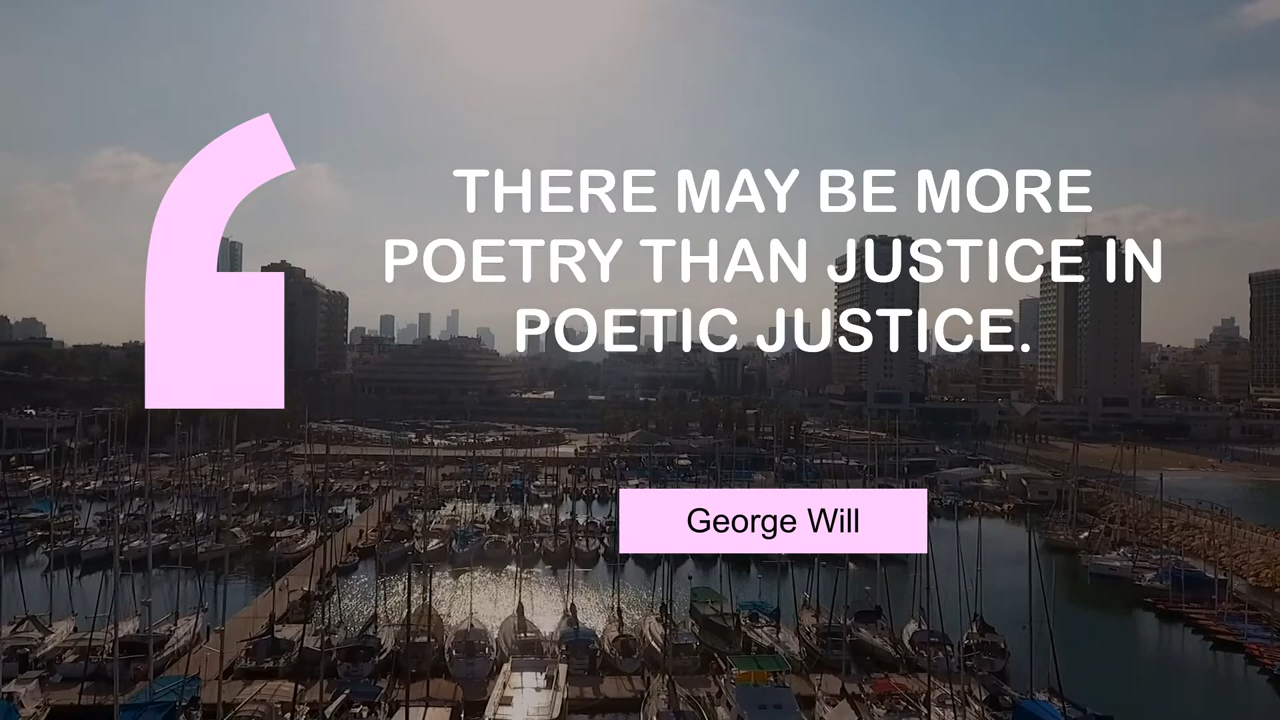 THERE MAY BE MORE
POETRY THAN JUSTICE IN
POETIC JUSTICE.
George Will